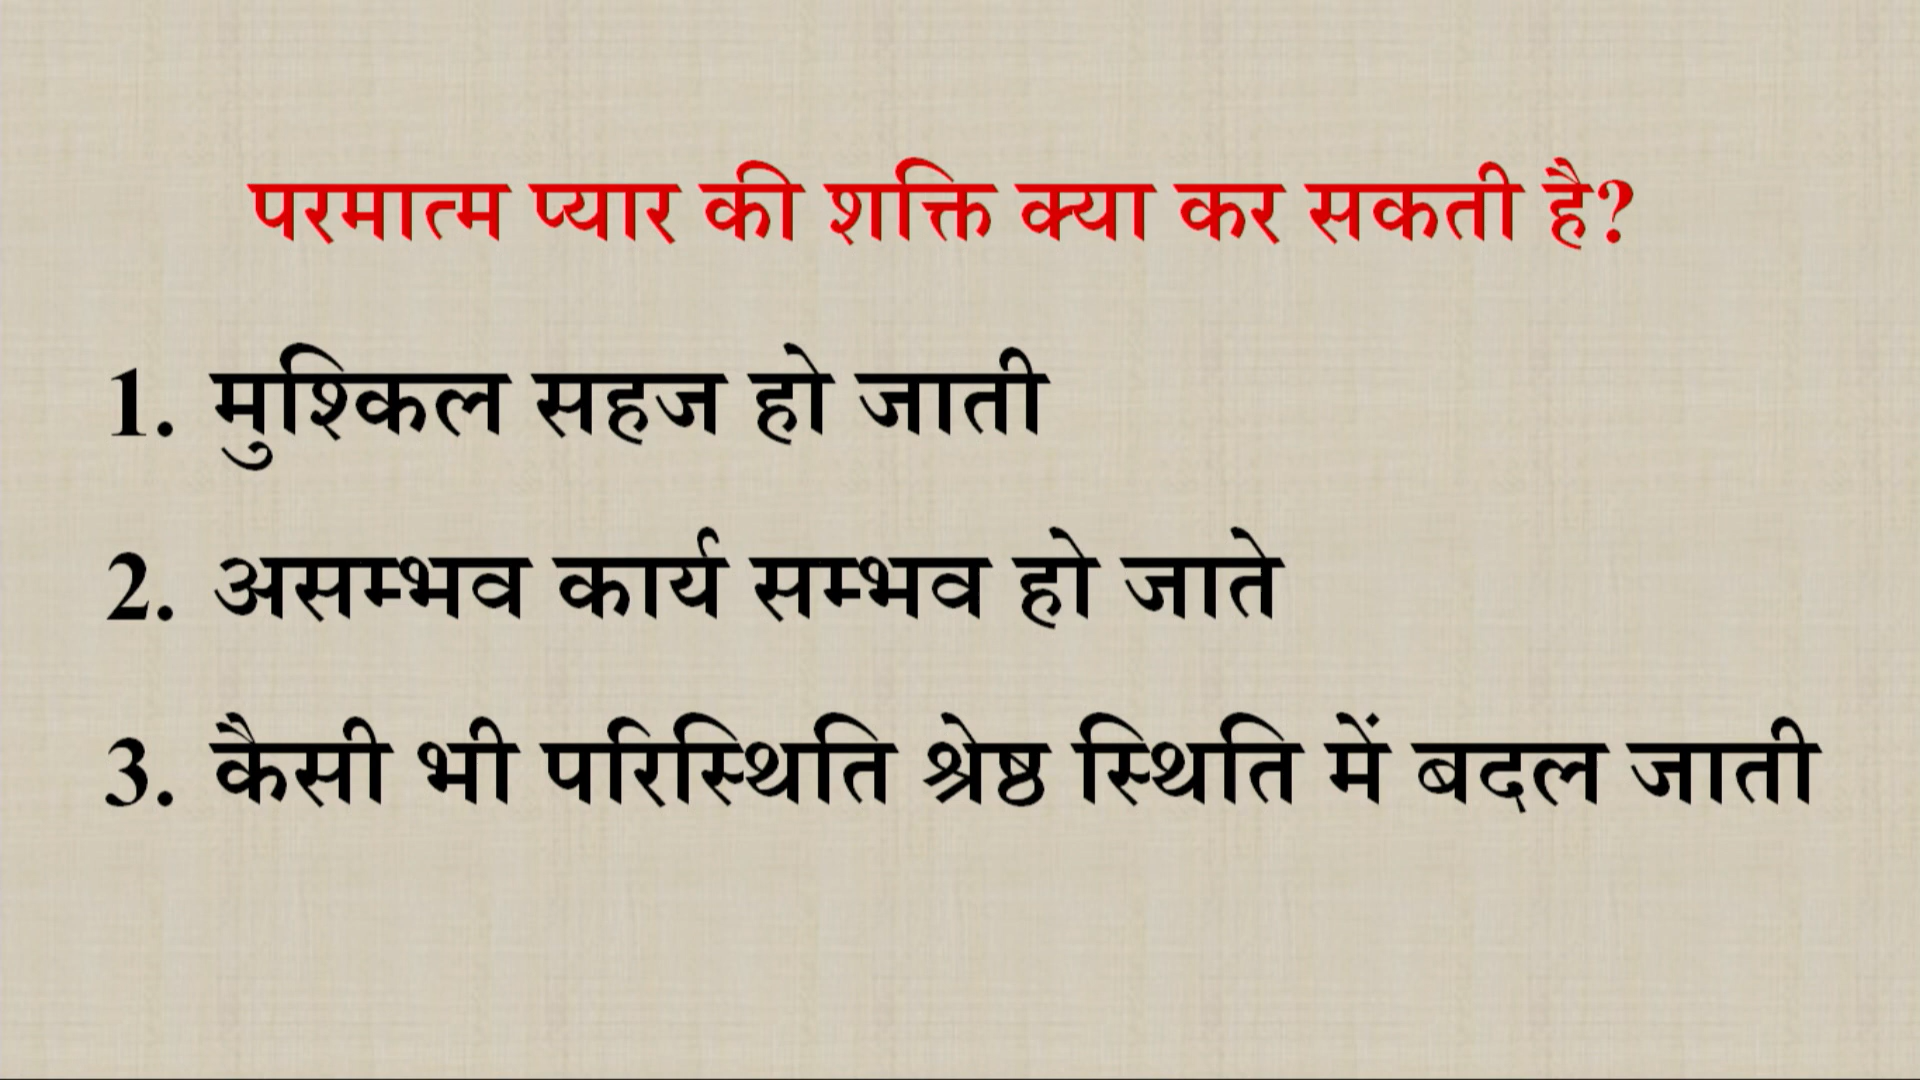 परमात्म प्यार की शक्ति क्या कर सकती है?
1. मुश्किल सहज हो जाती
2. असम्भव कार्य सम्भव हो जाते
3. कैसी भी परिस्थिति श्रेष्ठ स्थिति में बदल जाती